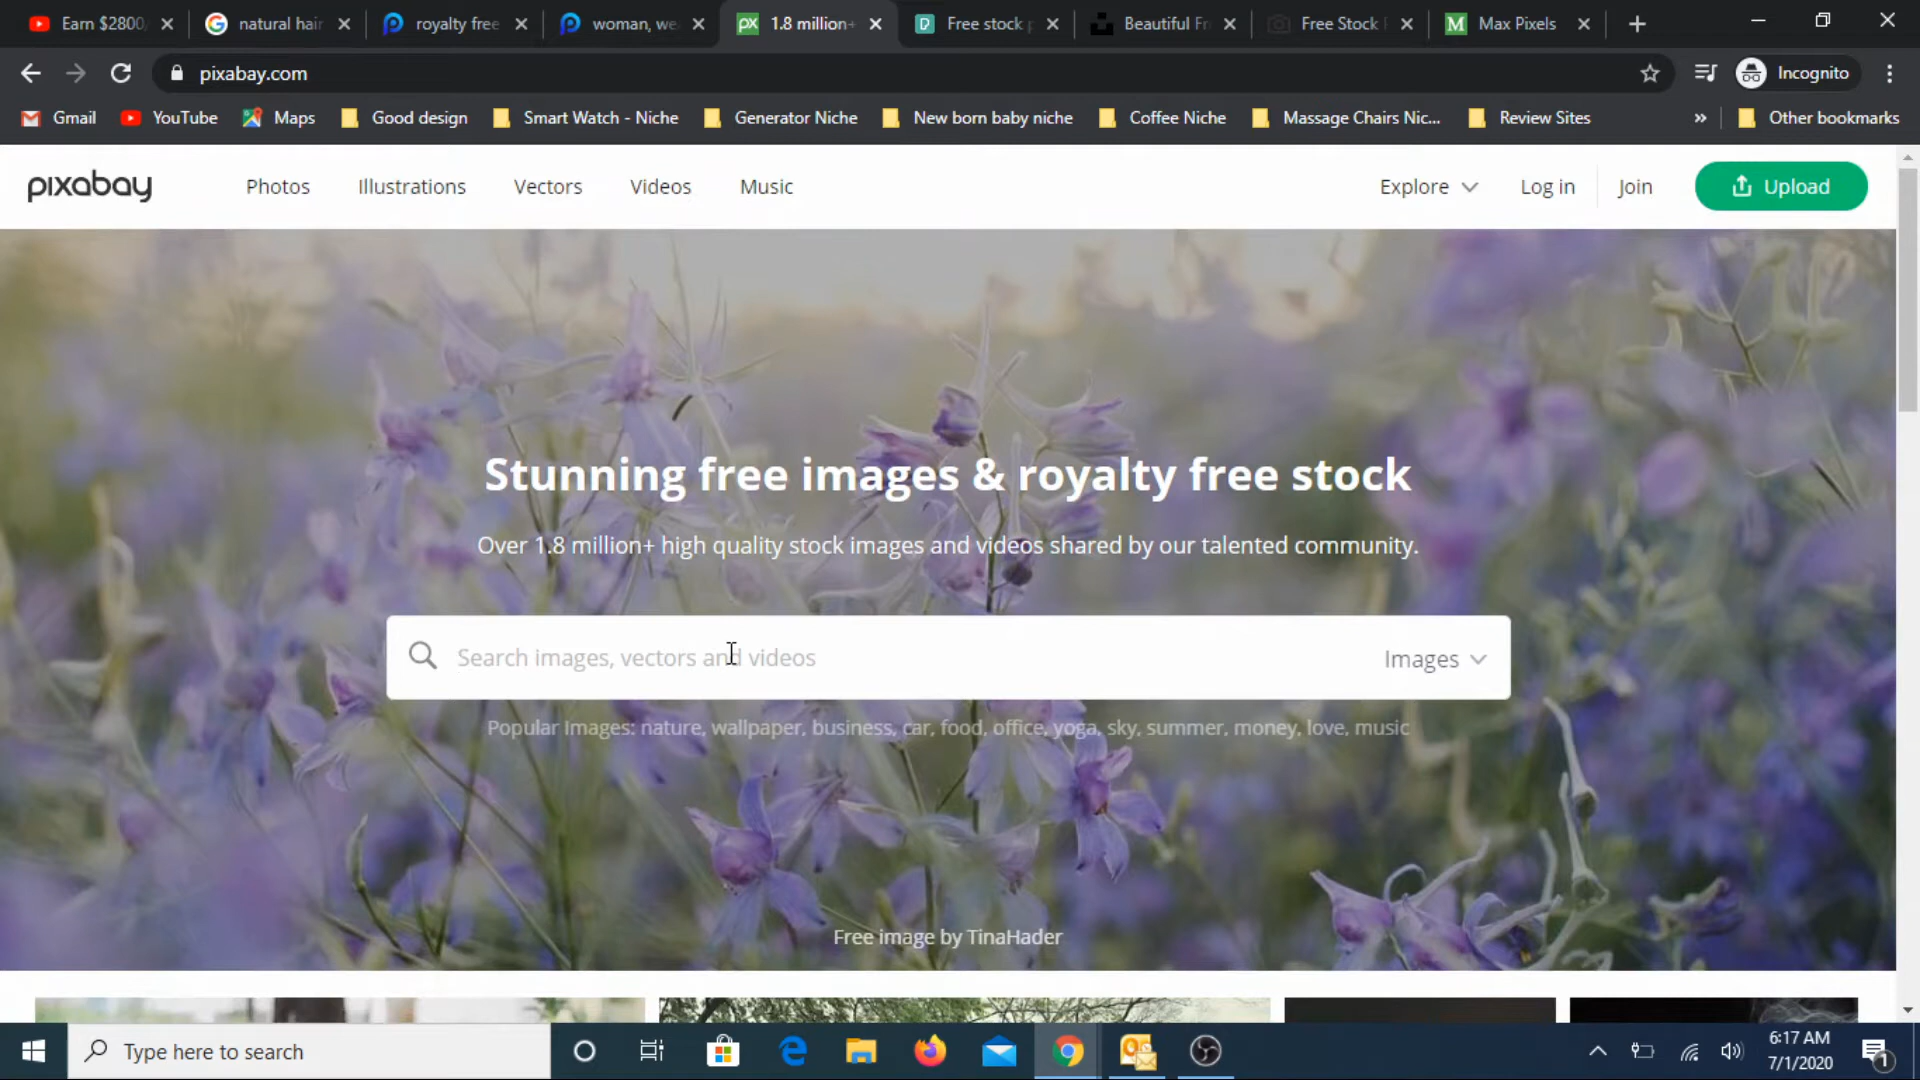 Earn $2800,
natural hair
royalty free
woman, we
1.8 million+
Free stock p
Beautiful Fr
Free Stock
Max Pixels
pixabay.com
Incognito
Gmail
YouTube
Maps
Good design
Smart Watch - Niche
Generator Niche
New born baby niche
Coffee Niche
Massage Chairs Nic...
Review Sites
»
Other bookmarks
pixabay
Photos
Illustrations
Vectors
Videos
Music
Explore
Log in
Join
Upload
Stunning free images & royalty free stock
Over 1.8 million+ high quality stock images and videos shared by our talented community.
Search images, vectors and videos
Images
Popular Images: nature, wallpaper, business, car, food, office, yoga, sky, summer, money, love, music
Free image by TinaHader
Type here to search
6:17 AM
7/1/2020
1